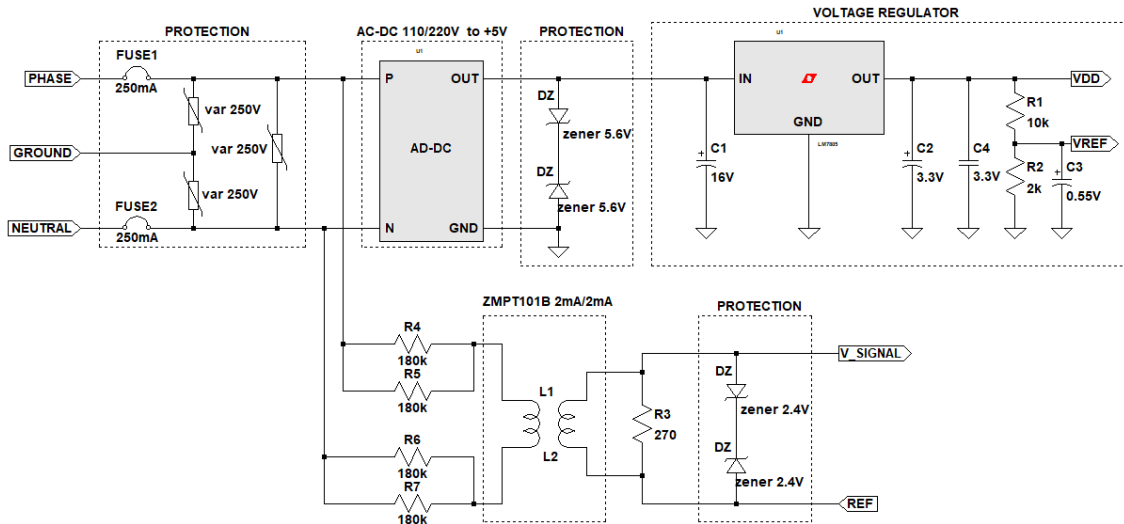 PROTECTION
AC-DC 110/220V to +5V
PROTECTION
VOLTAGE REGULATOR
FUSE1
PHASE
250mA
var 250V
var 250V
GROUND
var 250V
FUSE2
NEUTRAL
250mA
U1
P
OUT
AD-DC
N
GND
DZ
zener 5.6V
DZ
zener 5.6V
U1
IN
OUT
GND
LM7805
C1
16V
C2
3.3V
C4
3.3V
VDD
R1
10k
VREF
R2
2k
C3
0.55V
ZMPT101B 2mA/2mA
PROTECTION
R4
180k
R5
180k
R6
180k
R7
180k
L1
L2
R3
270
V_SIGNAL
DZ
zener 2.4V
DZ
zener 2.4V
REF